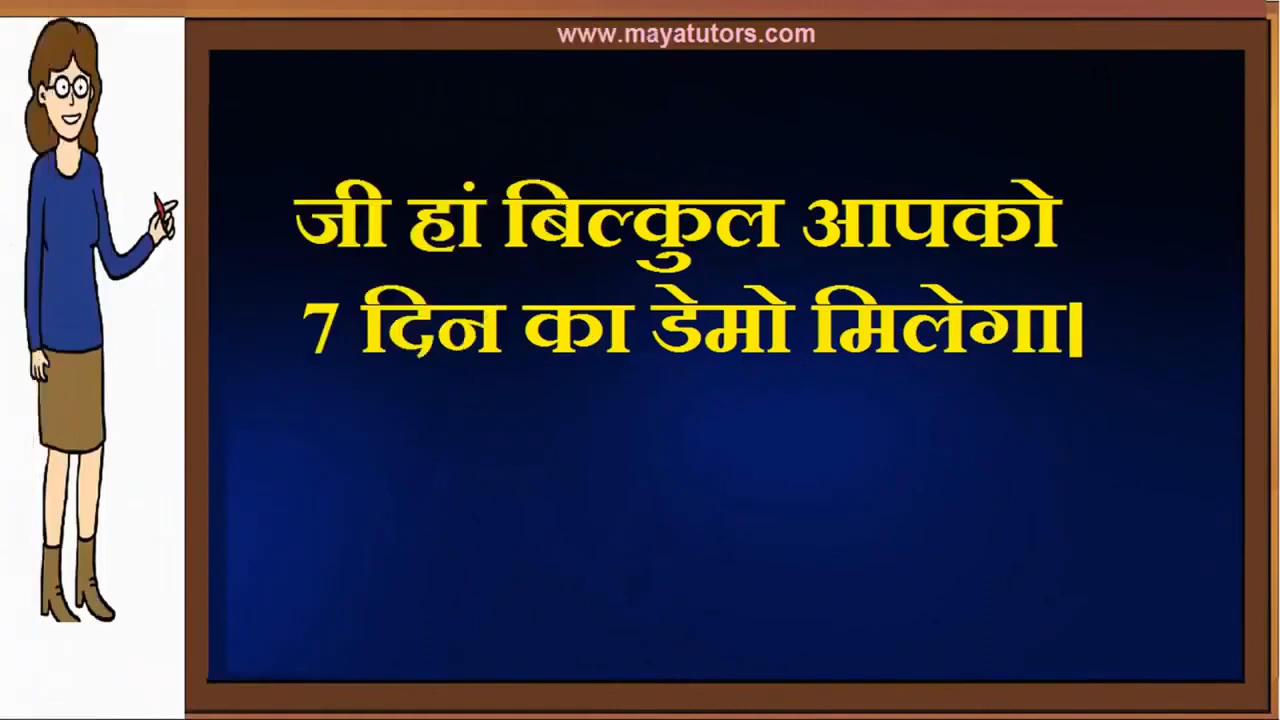 www.mayatutors.com
जी हां बिल्कुल आपको
7 दिन का डेमो मिलेगा।